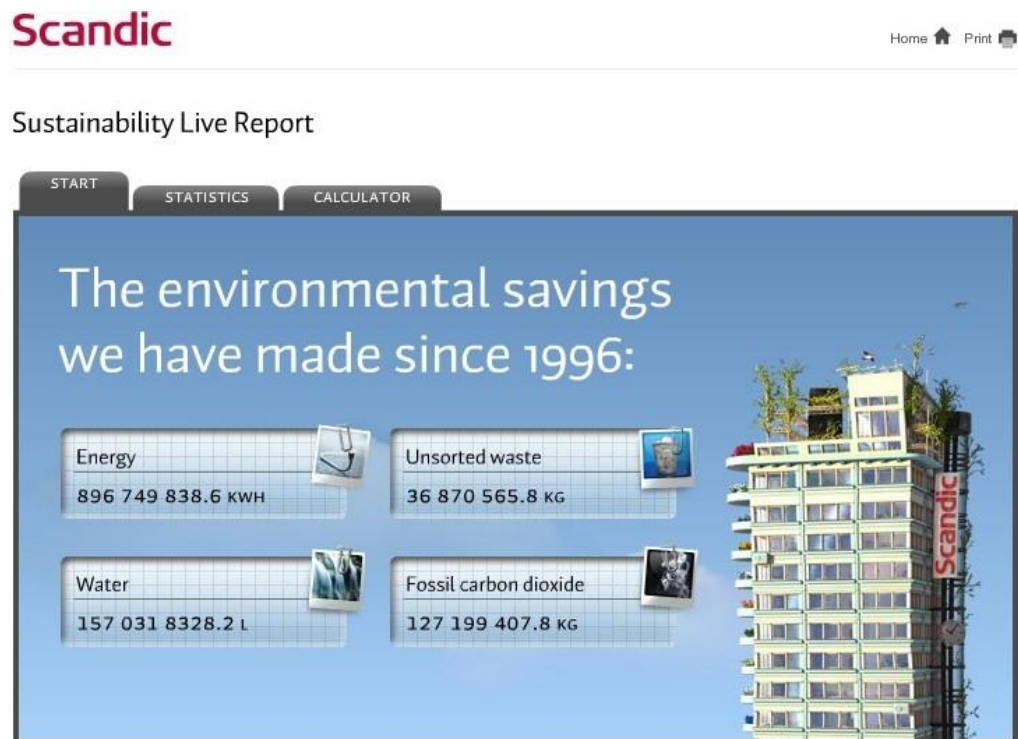 Scandic
Home Print
Sustainability Live Report
START
STATISTICS CALCULATOR
The environmental savings
we have made since 1996:
Energy
896 749 838.6 KWH
Unsorted waste
36 870 565.8 KG
Water
157 031 8328.2 L
Fossil carbon dioxide
127 199 407.8 KG
Scandic